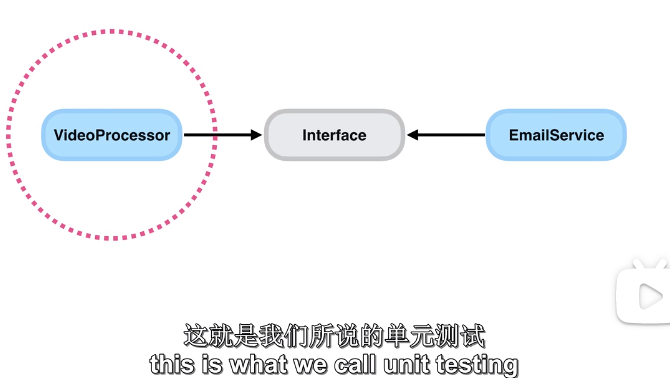 VideoProcessor
Interface
EmailService
这就是我们所说的单元测试
this is what we call unit testing